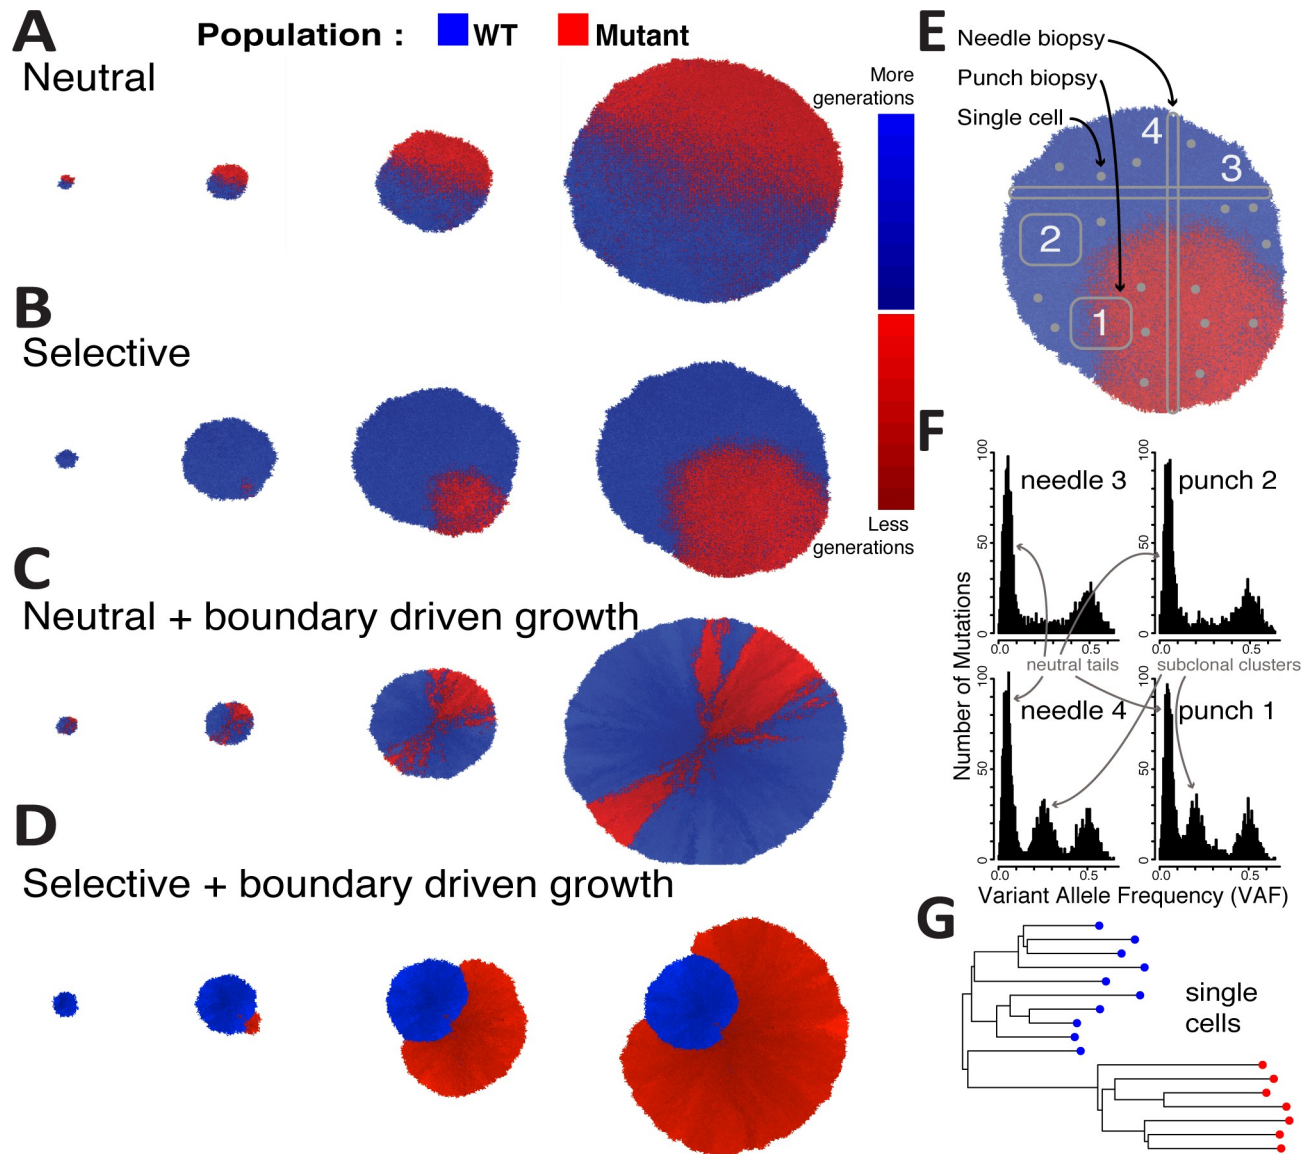 A
Population :
WT
Mutant
Neutral
More
generations
B
Selective
Less
generations
C
Neutral + boundary driven growth
D
Selective + boundary driven growth
E
Needle biopsy
Punch biopsy
Single cell
4
3
2
1
F
Number of Mutations
100
50
0
needle 3
0.0
0.5
100
50
0
punch 2
0.0
0.5
neutral tails
subclonal clusters
100
50
0
needle 4
0.0
0.5
100
50
0
punch 1
0.0
0.5
Variant Allele Frequency (VAF)
G
single
cells